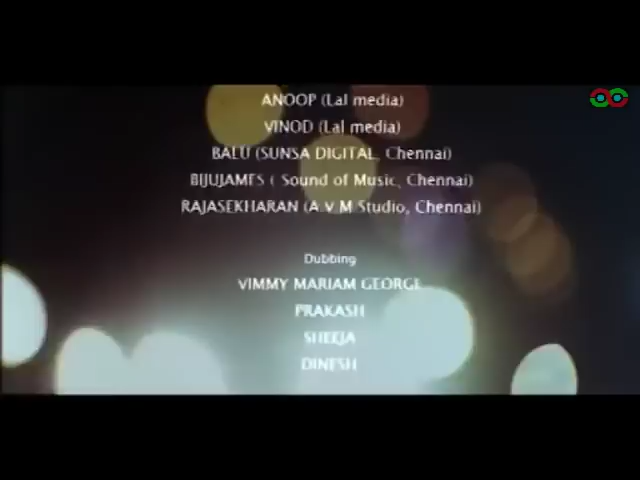 ANOOP (Lal media)
VINOD (Lal media)
BALU (SUNSA DIGITAL, Chennai)
BIJUJAMES ( Sound of Music, Chennai)
RAJASEKHARAN (A.V.M Studio, Chennai)
Dubbing
VIMMY MARIAM GEORGE
PRAKASH
SHEEJA
DINESH